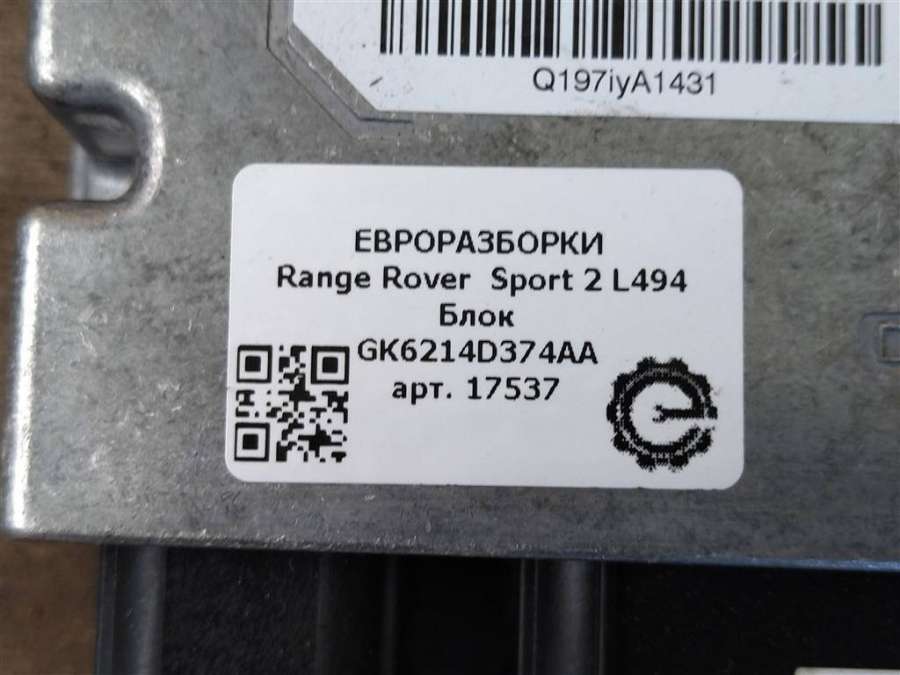 Q197iyA1431
ЕВРОРАЗБОРКИ
Range Rover Sport 2 L494
Блок
GK6214D374AA
арт. 17537